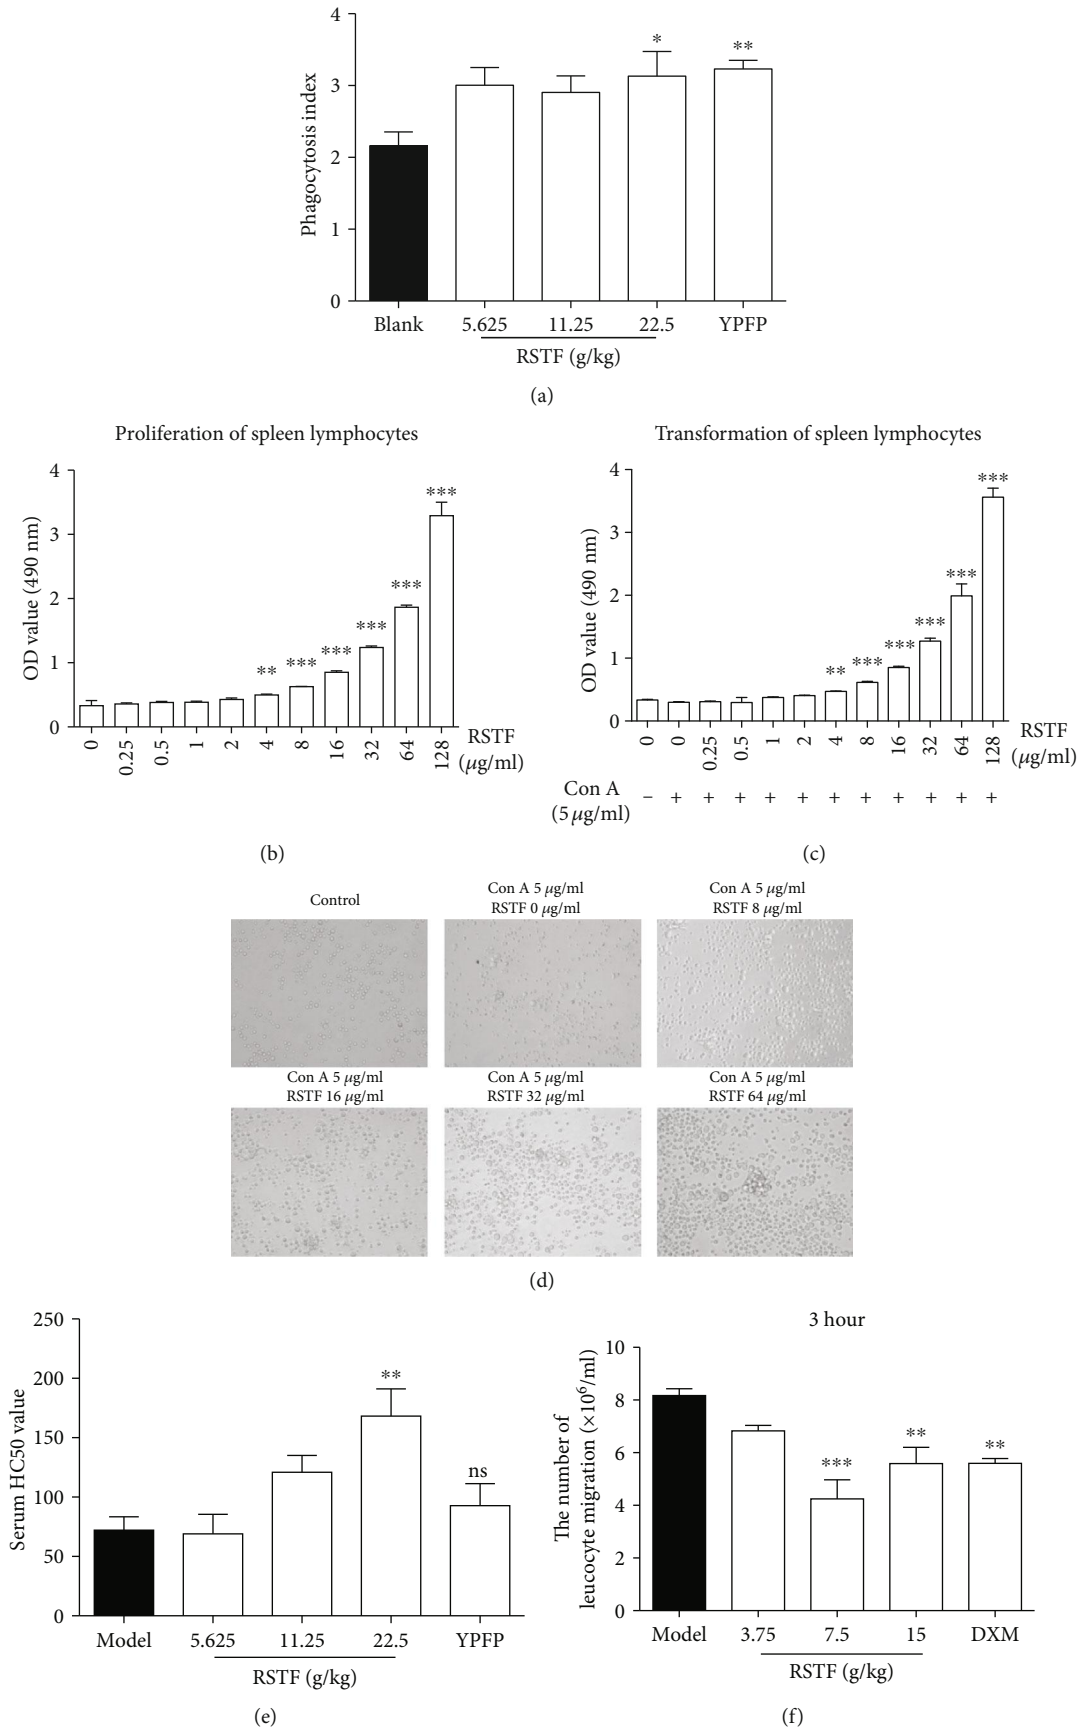 4
3
2
1
0
Phagocytosis index
*
**
Blank 5.625 11.25 22.5 YPFP
RSTF (g/kg)
(a)
Proliferation of spleen lymphocytes
4
3
2
1
0
OD value (490 nm)
** *** *** *** *** ***
0 0.25 0.5 1 2 4 8 16 32 64 128
RSTF
(μg/ml)
(b)
Transformation of spleen lymphocytes
4
3
2
1
0
OD value (490 nm)
** *** *** *** *** ***
0 0 0.25 0.5 1 2 4 8 16 32 64 128
RSTF
(μg/ml)
Con A
(5 μg/ml)
− + + + + + + + + + + +
(c)
Control
Con A 5 μg/ml
RSTF 0 μg/ml
Con A 5 μg/ml
RSTF 8 μg/ml
Con A 5 μg/ml
RSTF 16 μg/ml
Con A 5 μg/ml
RSTF 32 μg/ml
Con A 5 μg/ml
RSTF 64 μg/ml
(d)
250
200
150
100
50
0
Serum HC50 value
**
ns
Model 5.625 11.25 22.5 YPFP
RSTF (g/kg)
(e)
3 hour
10
8
6
4
2
0
The number of
leucocyte migration (×10⁶/ml)
*** ** **
Model 3.75 7.5 15 DXM
RSTF (g/kg)
(f)